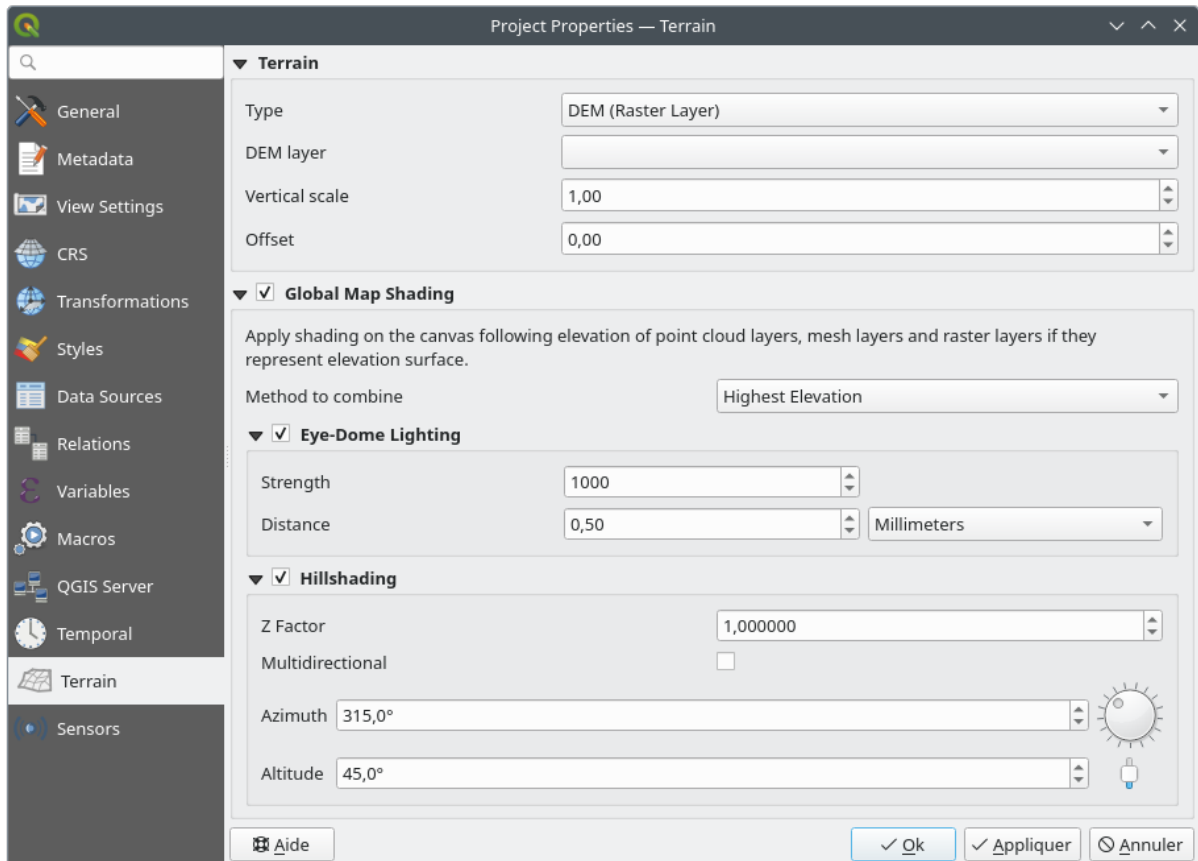 Project Properties — Terrain
General
Metadata
View Settings
CRS
Transformations
Styles
Data Sources
Relations
Variables
Macros
QGIS Server
Temporal
Terrain
Sensors
Terrain
Type DEM (Raster Layer)
DEM layer
Vertical scale 1,00
Offset 0,00
Global Map Shading
Apply shading on the canvas following elevation of point cloud layers, mesh layers and raster layers if they
represent elevation surface.
Method to combine Highest Elevation
Eye-Dome Lighting
Strength 1000
Distance 0,50 Millimeters
Hillshading
Z Factor 1,000000
Multidirectional
Azimuth 315,0°
Altitude 45,0°
Aide Ok Appliquer Annuler